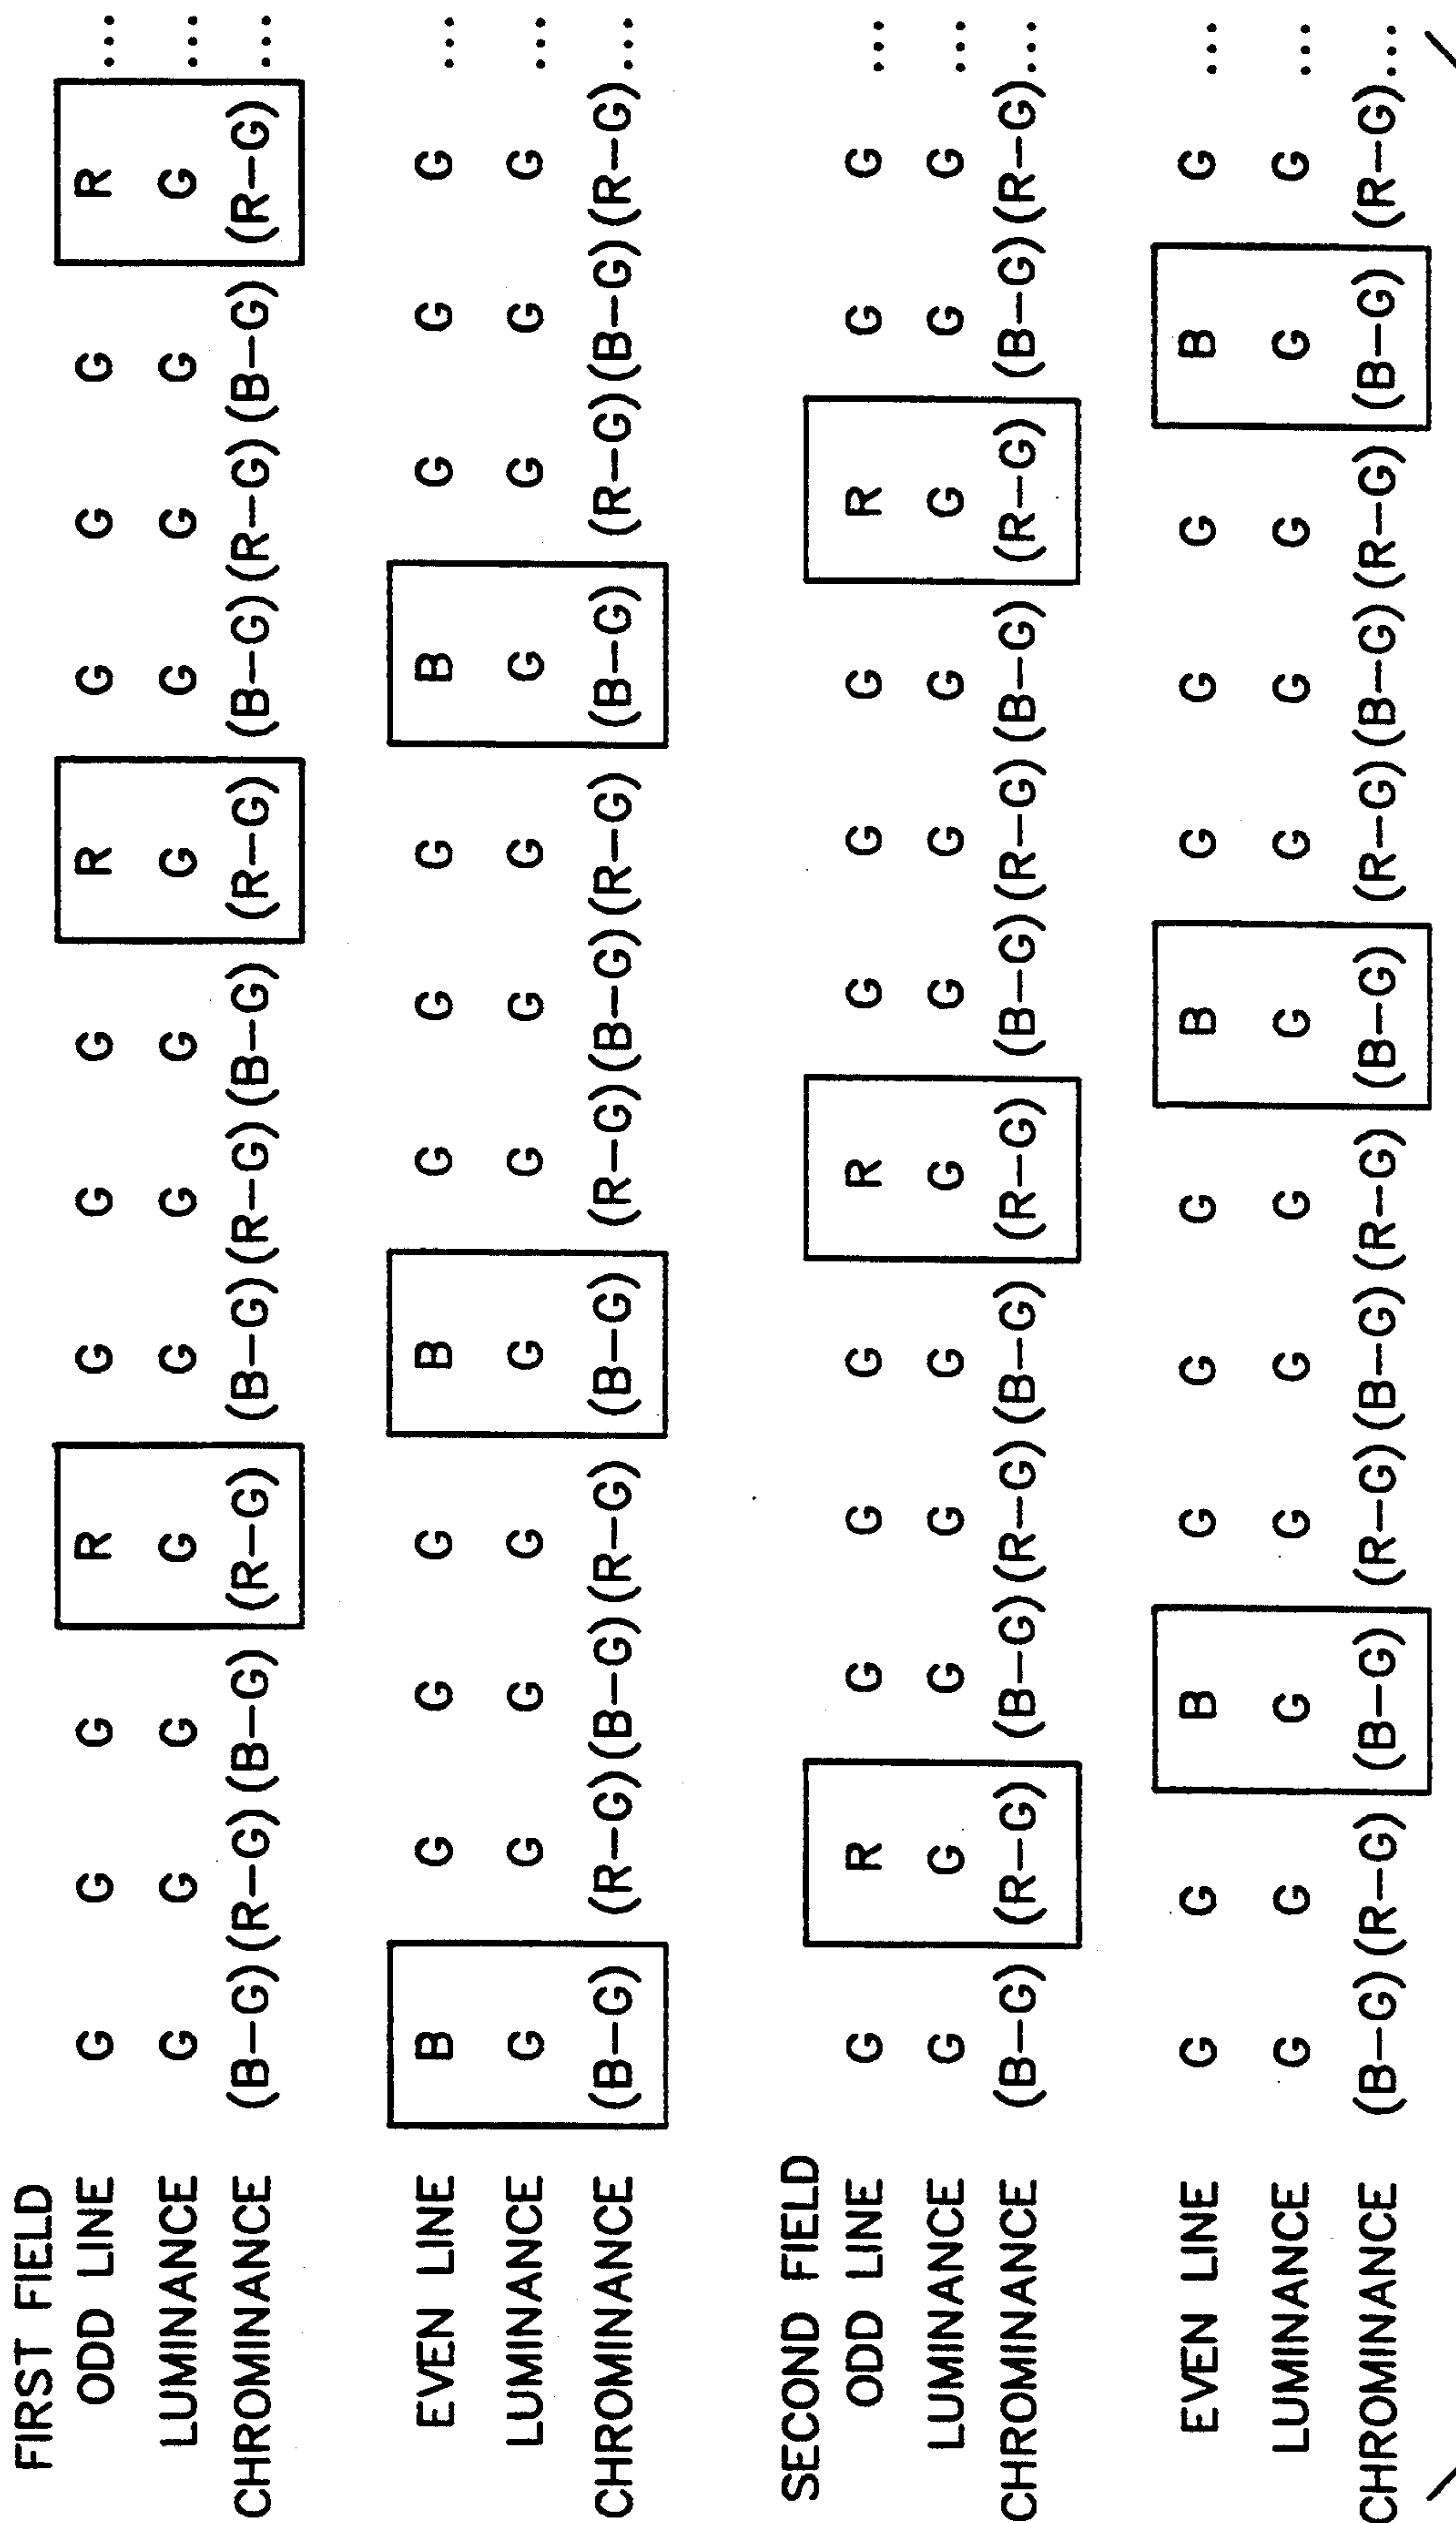 FIRST FIELD
ODD LINE G G G R G G G R G G G R ...
LUMINANCE G G G G G G G G G G G G ...
CHROMINANCE (B–G) (R–G) (B–G) (R–G) (B–G) (R–G) (B–G) (R–G) (B–G) (R–G) (B–G) (R–G) ...
EVEN LINE B G G G B G G G B G G G ...
LUMINANCE G G G G G G G G G G G G ...
CHROMINANCE (B–G) (R–G) (B–G) (R–G) (B–G) (R–G) (B–G) (R–G) (B–G) (R–G) (B–G) (R–G) ...
SECOND FIELD
ODD LINE G R G G G R G G G R G G ...
LUMINANCE G G G G G G G G G G G G ...
CHROMINANCE (B–G) (R–G) (B–G) (R–G) (B–G) (R–G) (B–G) (R–G) (B–G) (R–G) (B–G) (R–G) ...
EVEN LINE G G B G G G B G G G B G ...
LUMINANCE G G G G G G G G G G G G ...
CHROMINANCE (B–G) (R–G) (B–G) (R–G) (B–G) (R–G) (B–G) (R–G) (B–G) (R–G) (B–G) (R–G) ...